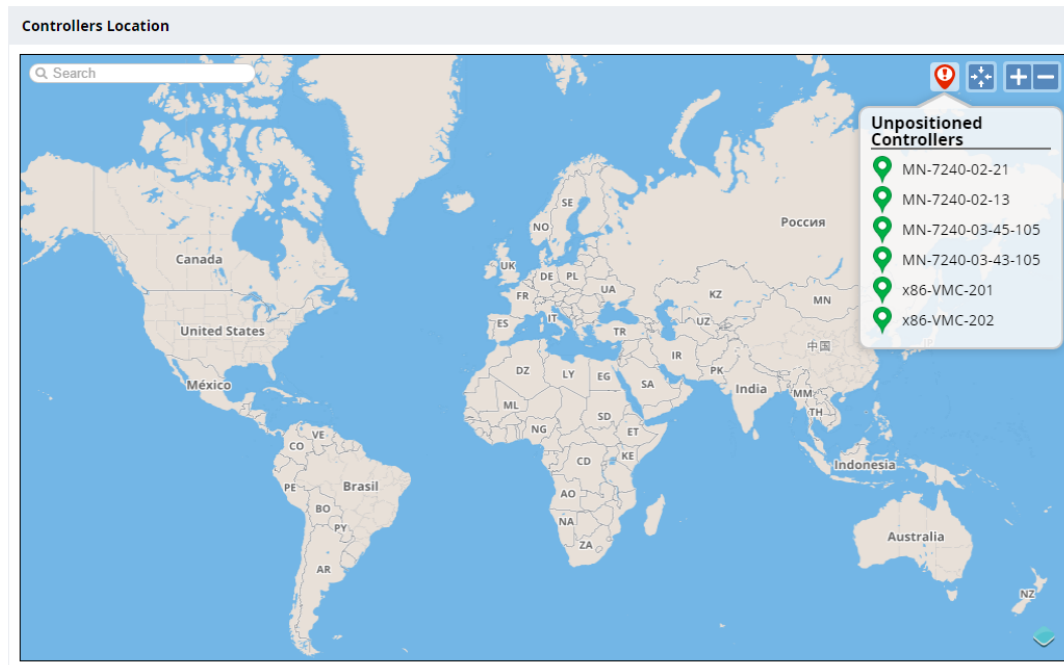 Controllers Location
Search
Unpositioned
Controllers
MN-7240-02-21
MN-7240-02-13
MN-7240-03-45-105
MN-7240-03-43-105
x86-VMC-201
x86-VMC-202
SE
NO
Россия
Canada
UK
DE
PL
UA
FR
KZ
MN
United States
ES
IT
TR
UZ
中国
México
DZ
LY
EG
IR
PK
SA
India
MM
ML
NG
SD
ET
TH
VE
CO
CD
KE
Indonesia
PE
Brasil
BO
AO
PY
NA
ZA
Australia
AR
NZ